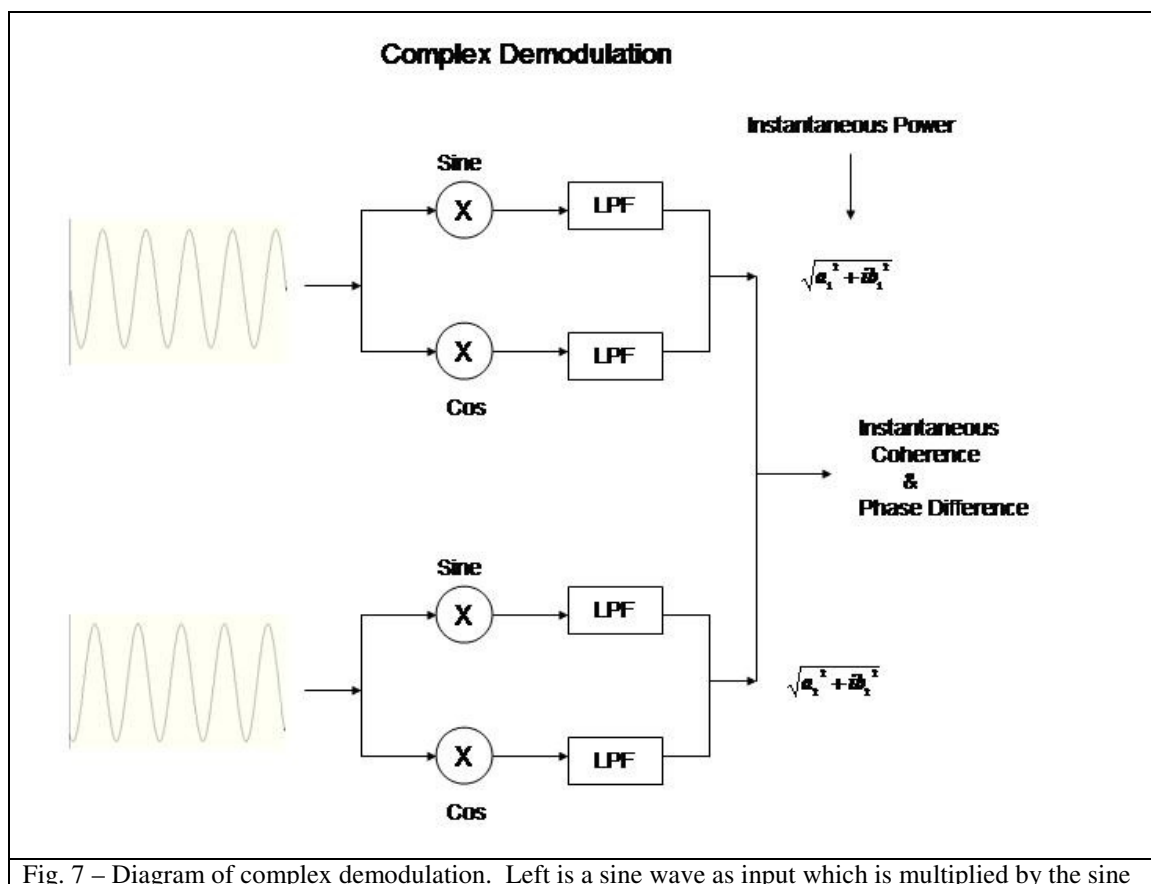 Complex Demodulation
Instantaneous Power
Sine
X
LPF
√a₁² + ib₁²
X
LPF
Cos
Instantaneous
Coherence
&
Phase Difference
Sine
X
LPF
√a₂² + ib₂²
X
LPF
Cos
Fig. 7 – Diagram of complex demodulation. Left is a sine wave as input which is multiplied by the sine